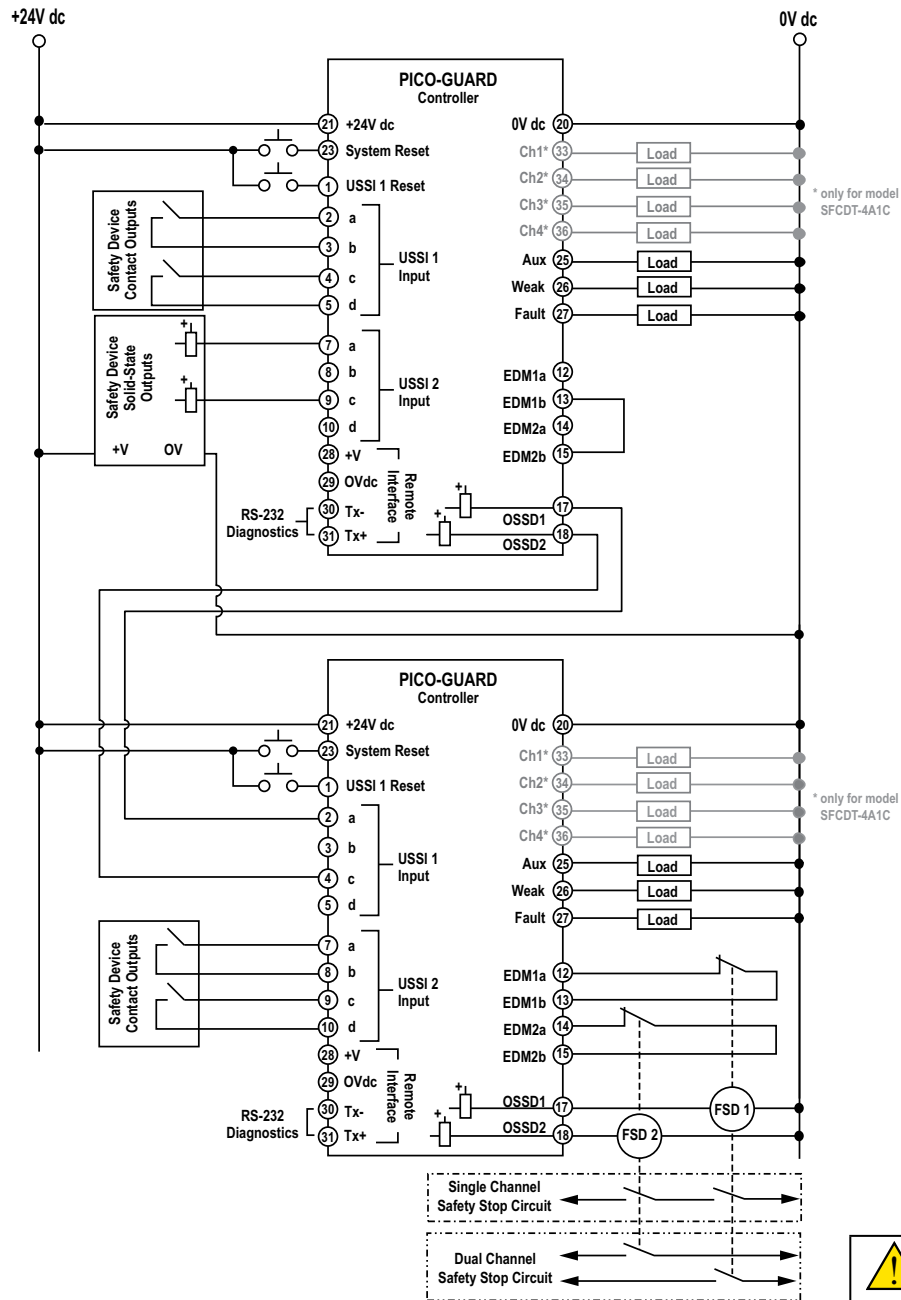 +24V dc
0V dc
PICO-GUARD
Controller
21 +24V dc
0V dc 20
23 System Reset
Ch1* 33
Load
1 USSI 1 Reset
Ch2* 34
Load
* only for model
SFCDT-4A1C
Safety Device
Contact Outputs
2 a
Ch3* 35
Load
3 b
Ch4* 36
Load
USSI 1
Input
4 c
Aux 25
Load
5 d
Weak 26
Load
Fault 27
Load
Safety Device
Solid-State
Outputs
+
+
+V
OV
7 a
8 b
USSI 2
Input
9 c
10 d
EDM1a 12
EDM1b 13
EDM2a 14
EDM2b 15
28 +V
29 OVdc
Remote
Interface
RS-232
Diagnostics
30 Tx-
31 Tx+
+
+
17
OSSD1
18
OSSD2
PICO-GUARD
Controller
21 +24V dc
0V dc 20
23 System Reset
Ch1* 33
Load
1 USSI 1 Reset
Ch2* 34
Load
* only for model
SFCDT-4A1C
2 a
Ch3* 35
Load
3 b
Ch4* 36
Load
USSI 1
Input
4 c
Aux 25
Load
5 d
Weak 26
Load
Fault 27
Load
Safety Device
Contact Outputs
7 a
8 b
USSI 2
Input
9 c
10 d
EDM1a 12
EDM1b 13
EDM2a 14
EDM2b 15
28 +V
29 OVdc
Remote
Interface
RS-232
Diagnostics
30 Tx-
31 Tx+
+
+
OSSD1 17
FSD 1
OSSD2 18
FSD 2
Single Channel
Safety Stop Circuit
Dual Channel
Safety Stop Circuit
!